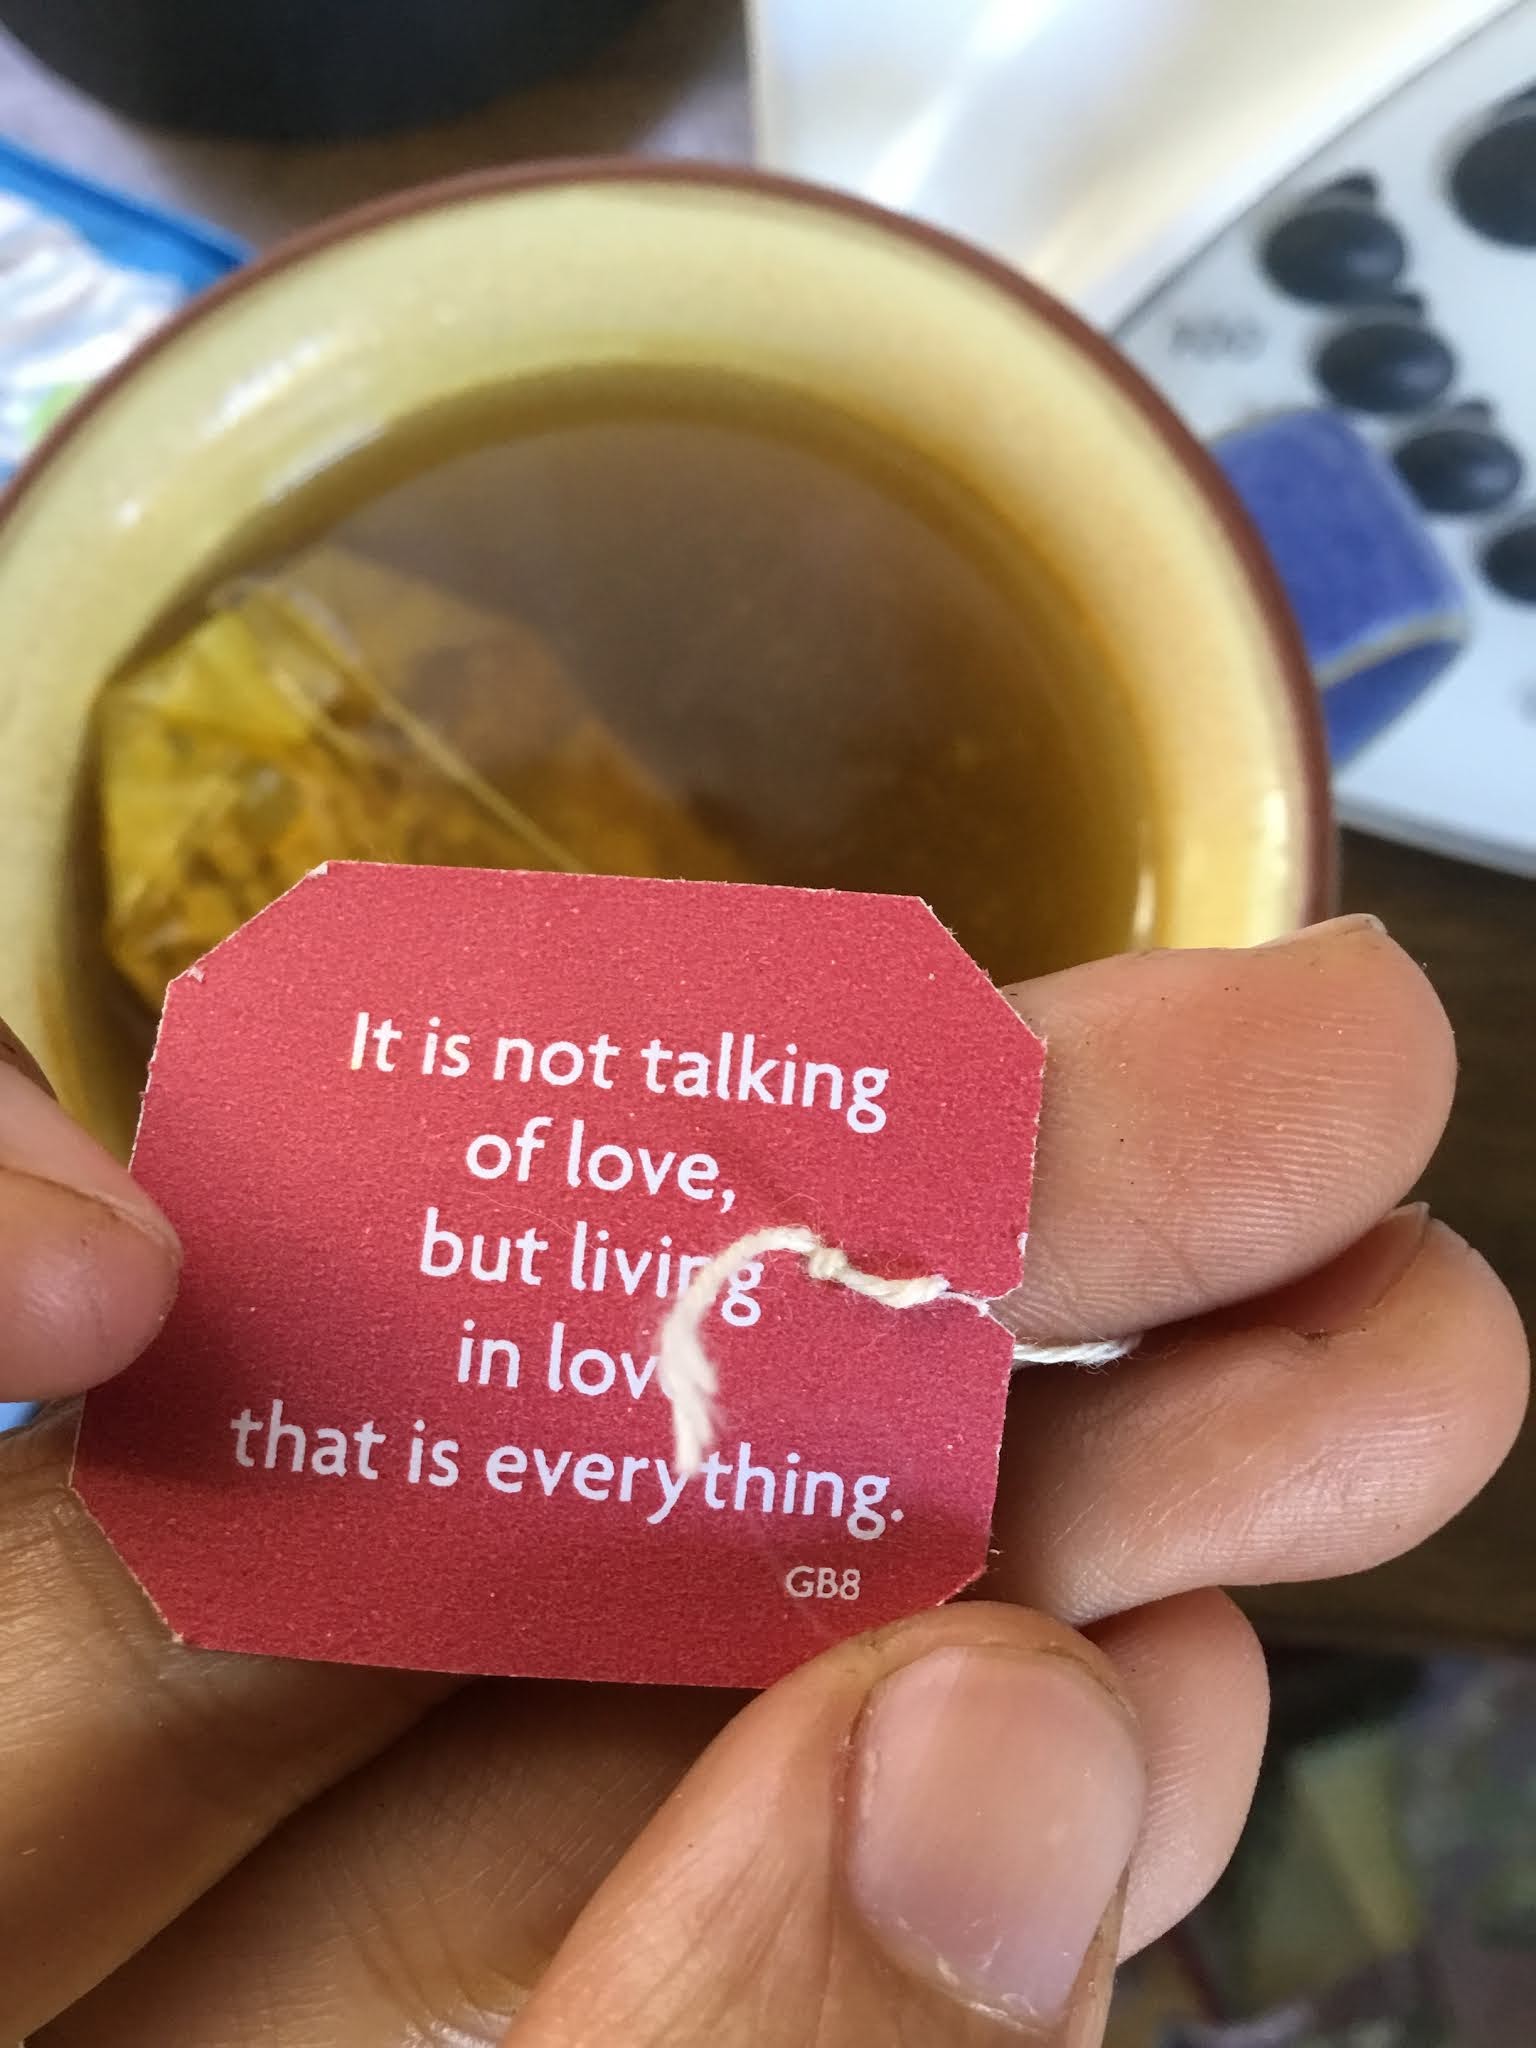 It is not talking
of love,
but living
in love
that is everything.
GB8